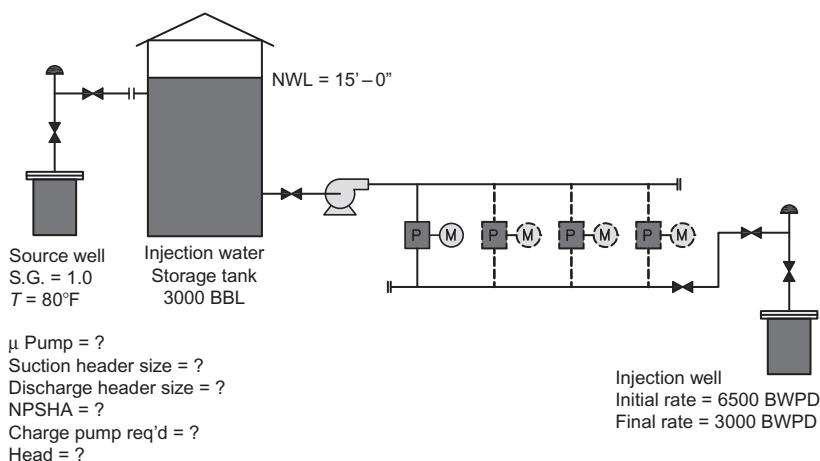 NWL = 15'–0"
P
M
P
M
P
M
P
M
Source well
S.G. = 1.0
T = 80°F
Injection water
Storage tank
3000 BBL
μ Pump = ?
Suction header size = ?
Discharge header size = ?
NPSHA = ?
Charge pump req'd = ?
Head = ?
Injection well
Initial rate = 6500 BWPD
Final rate = 3000 BWPD